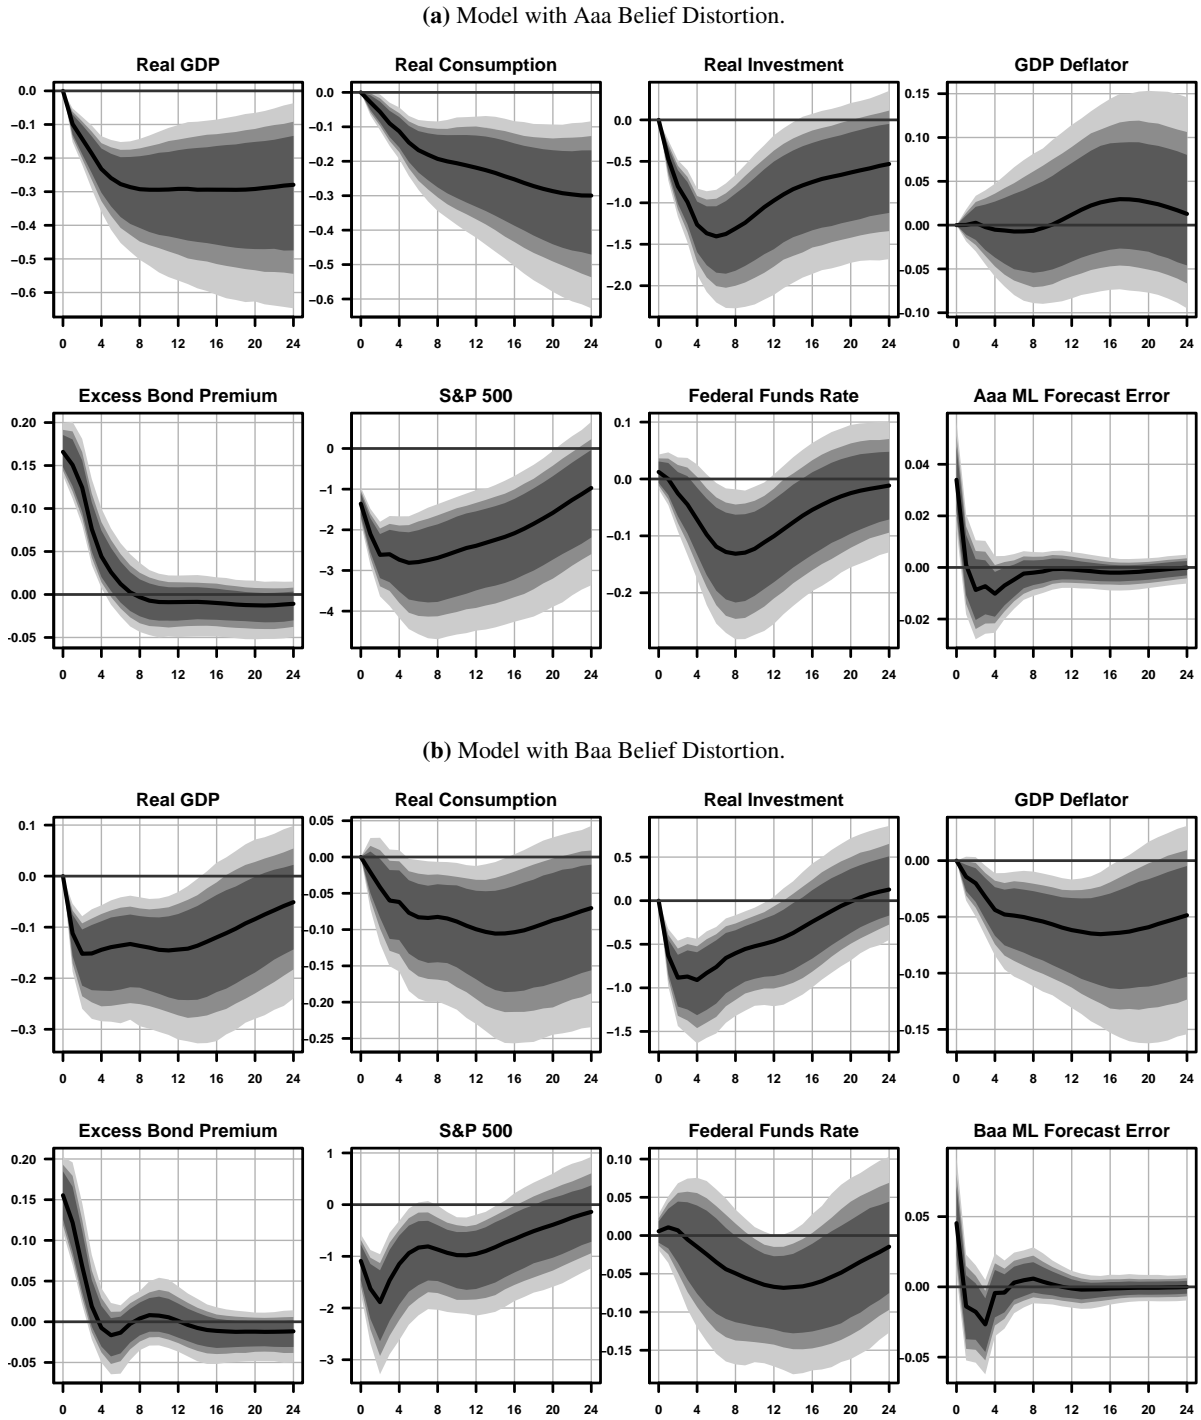 (a) Model with Aaa Belief Distortion.
Real GDP Real Consumption Real Investment GDP Deflator
0.0 −0.1 −0.2 −0.3 −0.4 −0.5 −0.6
0.0 −0.1 −0.2 −0.3 −0.4 −0.5 −0.6
0.0 −0.5 −1.0 −1.5 −2.0
0.15 0.10 0.05 0.00 −0.05 −0.10
0 4 8 12 16 20 24 0 4 8 12 16 20 24 0 4 8 12 16 20 24 0 4 8 12 16 20 24
Excess Bond Premium S&P 500 Federal Funds Rate Aaa ML Forecast Error
0.20 0.15 0.10 0.05 0.00 -0.05
0 −1 −2 −3 −4
0.1 0.0 −0.1 −0.2
0.04 0.02 0.00 −0.02
0 4 8 12 16 20 24 0 4 8 12 16 20 24 0 4 8 12 16 20 24 0 4 8 12 16 20 24
(b) Model with Baa Belief Distortion.
Real GDP Real Consumption Real Investment GDP Deflator
0.1 0.0 −0.1 −0.2 −0.3
0.05 0.00 −0.05 −0.10 −0.15 −0.20 −0.25
0.5 0.0 −0.5 −1.0 −1.5
0.00 −0.05 −0.10 −0.15
0 4 8 12 16 20 24 0 4 8 12 16 20 24 0 4 8 12 16 20 24 0 4 8 12 16 20 24
Excess Bond Premium S&P 500 Federal Funds Rate Baa ML Forecast Error
0.20 0.15 0.10 0.05 0.00 -0.05
1 0 −1 −2 −3
0.10 0.05 0.00 −0.05 −0.10 −0.15
0.05 0.00 −0.05
0 4 8 12 16 20 24 0 4 8 12 16 20 24 0 4 8 12 16 20 24 0 4 8 12 16 20 24